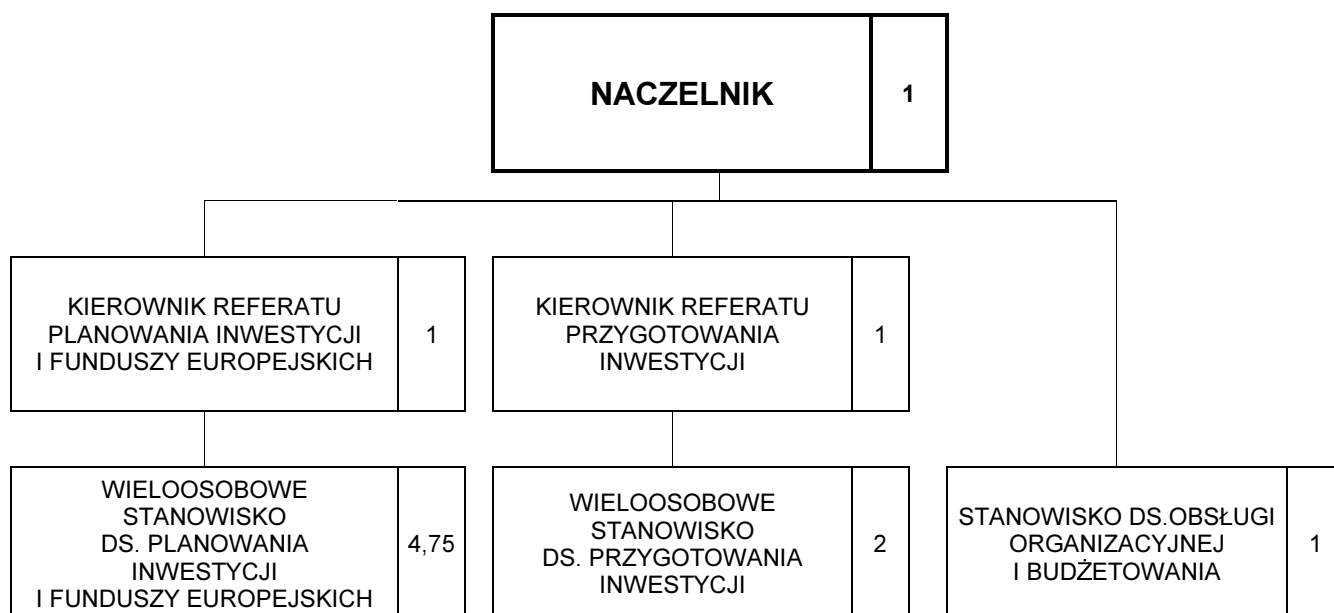 NACZELNIK
1
KIEROWNIK REFERATU
PLANOWANIA INWESTYCJI
I FUNDUSZY EUROPEJSKICH
1
KIEROWNIK REFERATU
PRZYGOTOWANIA
INWESTYCJI
1
WIELOOSOBOWE
STANOWISKO
DS. PLANOWANIA
INWESTYCJI
I FUNDUSZY EUROPEJSKICH
4,75
WIELOOSOBOWE
STANOWISKO
DS. PRZYGOTOWANIA
INWESTYCJI
2
STANOWISKO DS.OBSŁUGI
ORGANIZACYJNEJ
I BUDŻETOWANIA
1